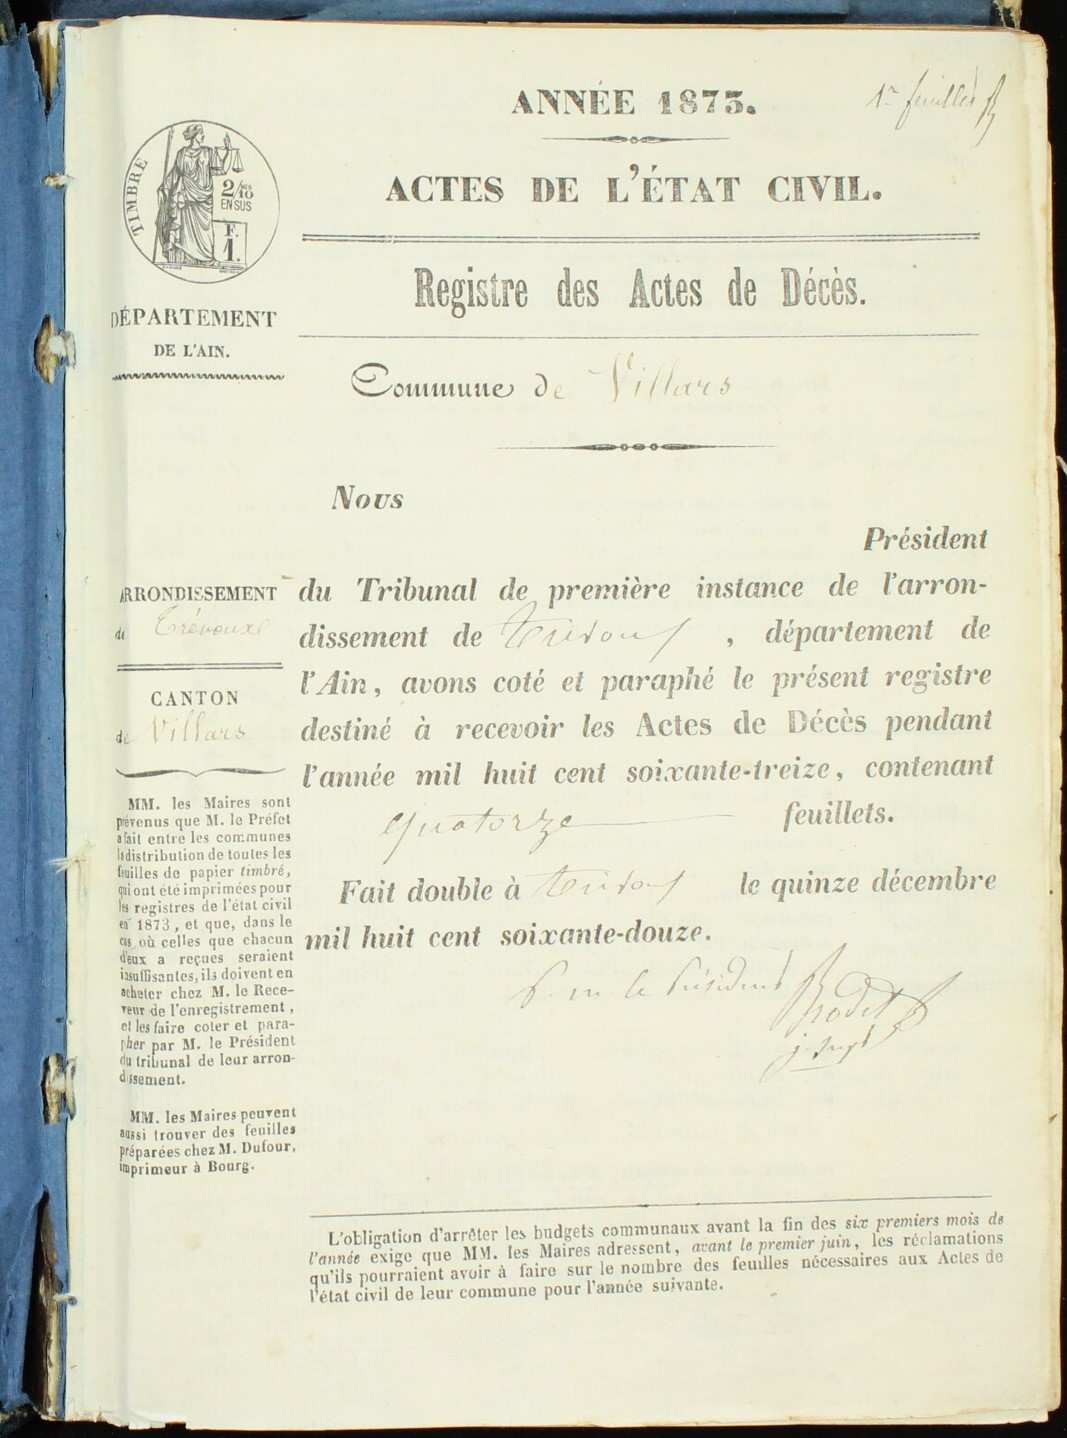 ANNÉE 1873.
1er feuillet
TIMBRE
2/10
EN SUS
F.
1.
ACTES DE L'ÉTAT CIVIL.
Registre des Actes de Décès.
DÉPARTEMENT
DE L'AIN.
Commune de Villars
Nous
Président
du Tribunal de première instance de l'arron-
dissement de Trévoux, département de
l'Ain, avons coté et paraphé le présent registre
destiné à recevoir les Actes de Décès pendant
l'année mil huit cent soixante-treize, contenant
quatorze feuillets.
Fait double à Trévoux le quinze décembre
mil huit cent soixante-douze.
le Président
j. sup
ARRONDISSEMENT
de Trévoux
CANTON
de Villars
MM. les Maires sont
prévenus que M. le Préfet
a fait entre les communes
la distribution de toutes les
feuilles de papier timbré,
qui ont été imprimées pour
les registres de l'état civil
en 1873, et que, dans le
cas où celles que chacun
d'eux a reçues seraient
insuffisantes, ils doivent en
acheter chez M. le Rece-
veur de l'enregistrement,
et les faire coter et para-
pher par M. le Président
du tribunal de leur arron-
dissement.
MM. les Maires peuvent
aussi trouver des feuilles
préparées chez M. Dufour,
imprimeur à Bourg.
L'obligation d'arrêter les budgets communaux avant la fin des six premiers mois de
l'année exige que MM. les Maires adressent, avant le premier juin, les réclamations
qu'ils pourraient avoir à faire sur le nombre des feuilles nécessaires aux Actes de
l'état civil de leur commune pour l'année suivante.